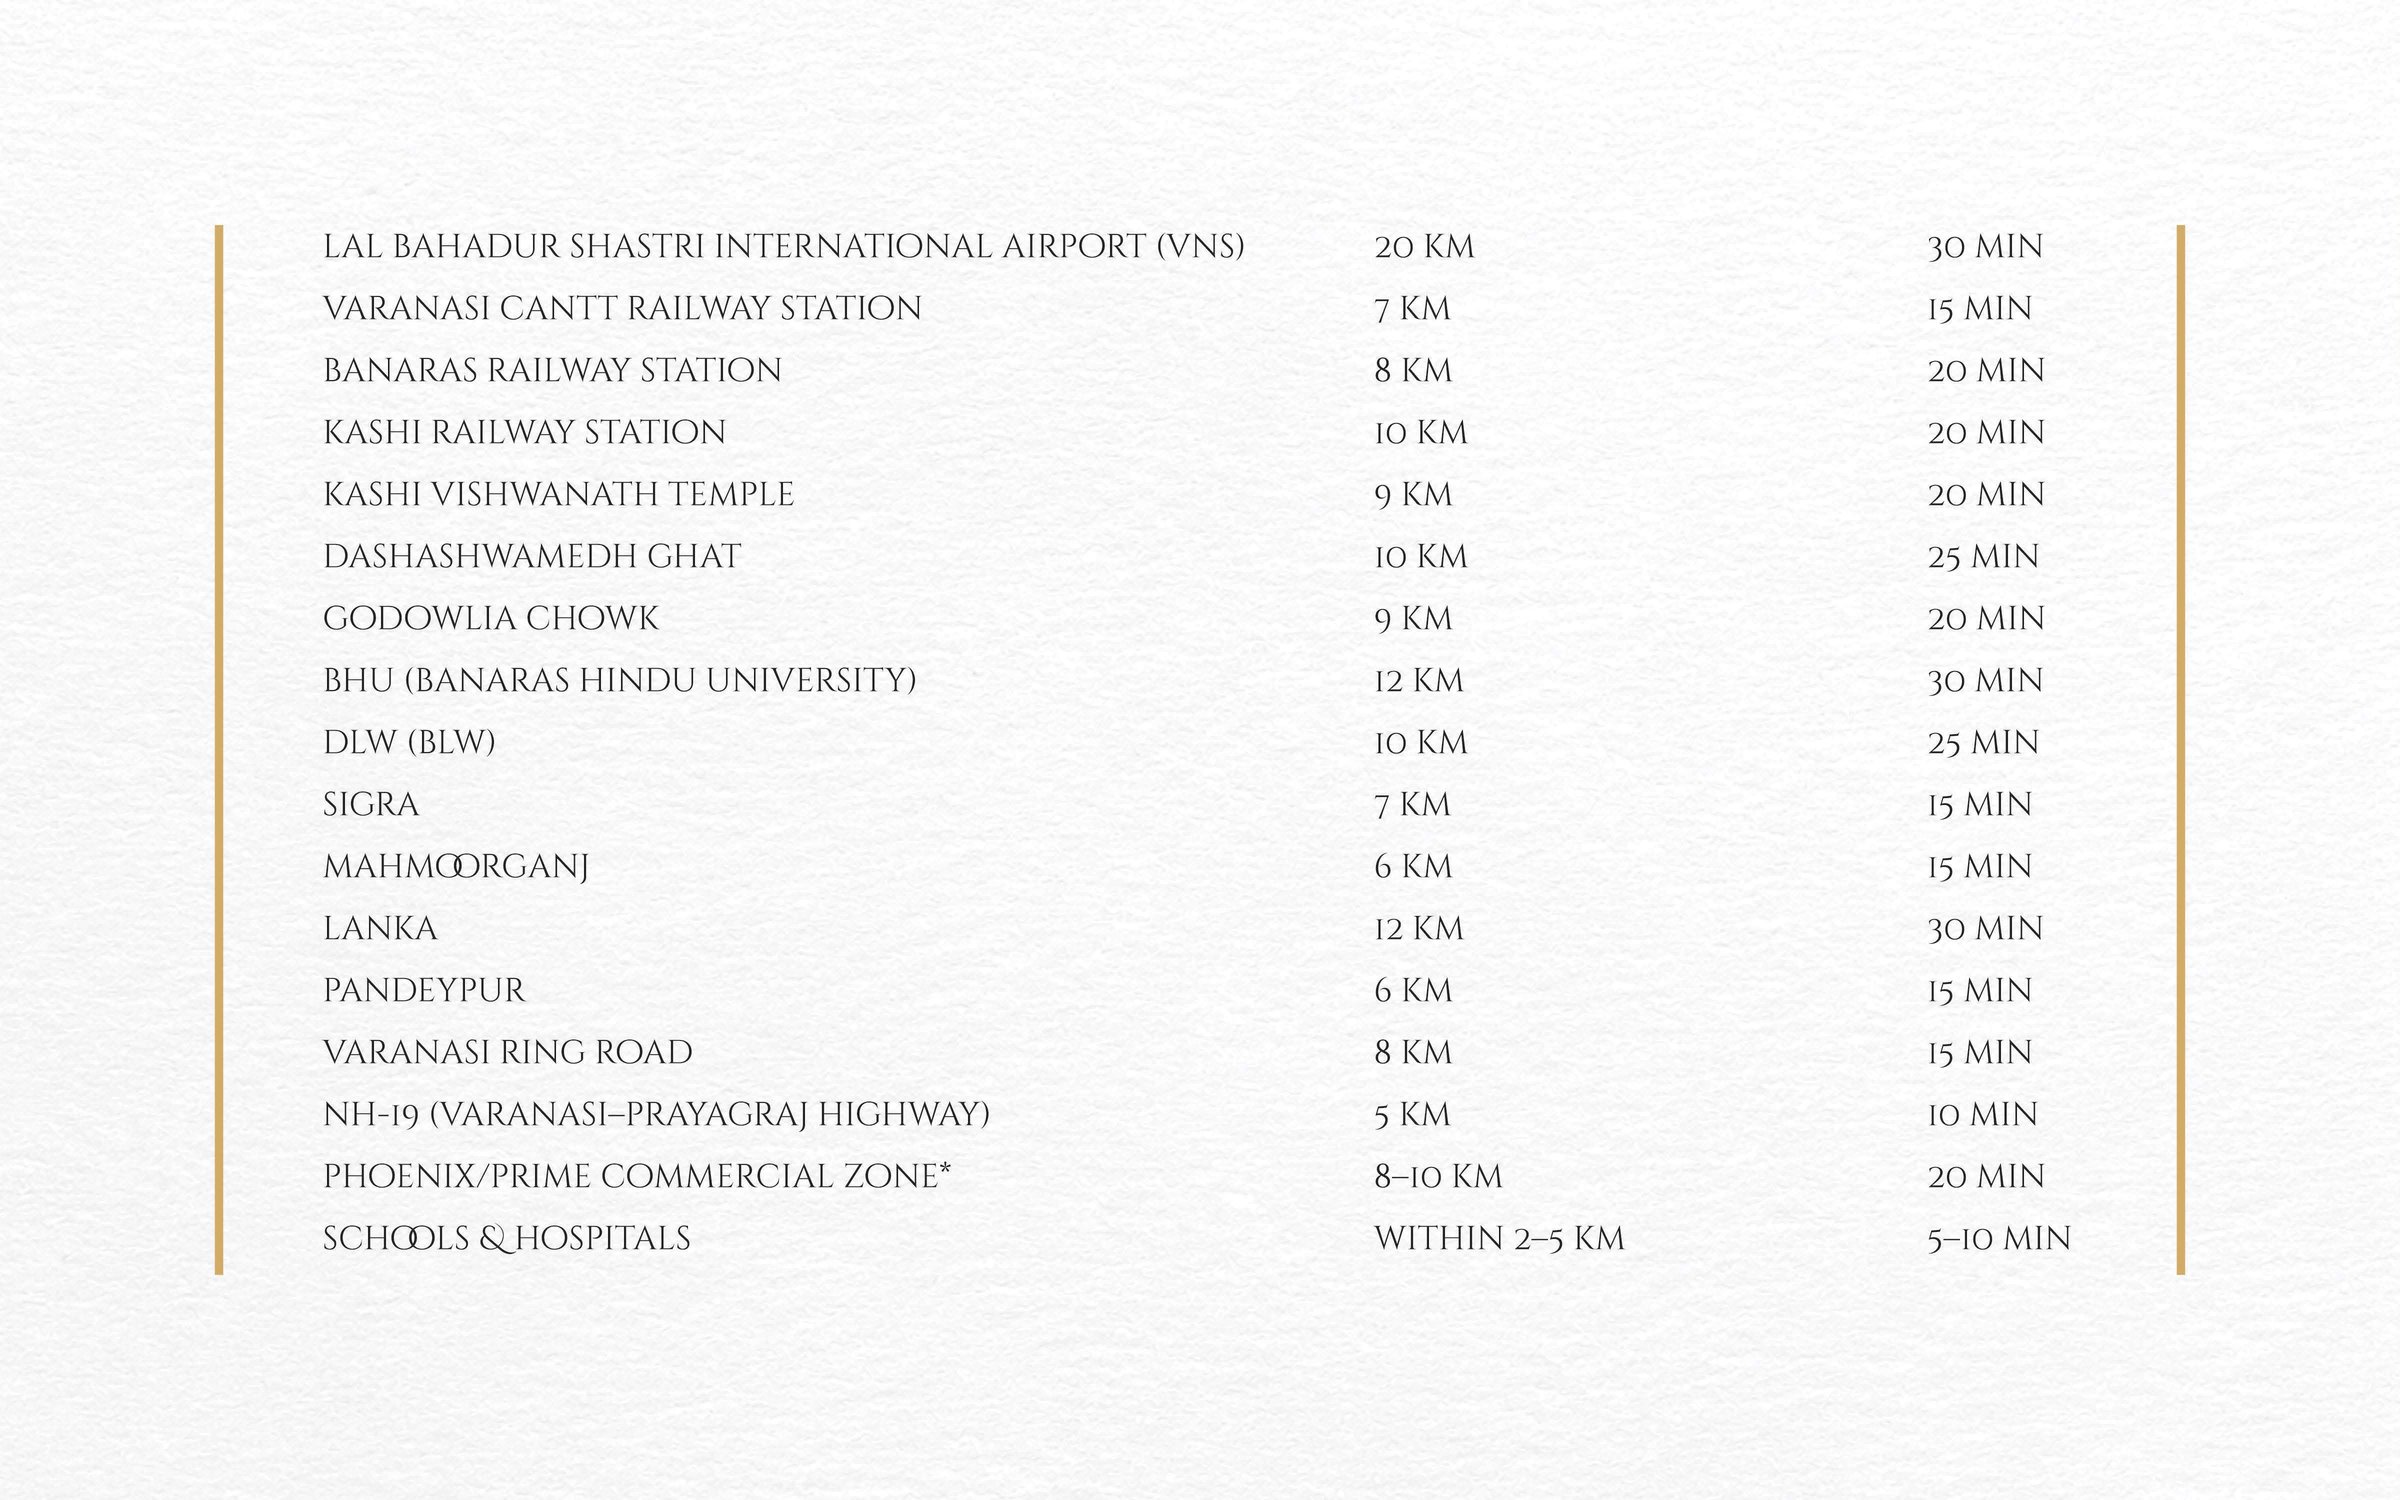 LAL BAHADUR SHASTRI INTERNATIONAL AIRPORT (VNS) 20 KM 30 MIN
VARANASI CANTT RAILWAY STATION 7 KM 15 MIN
BANARAS RAILWAY STATION 8 KM 20 MIN
KASHI RAILWAY STATION 10 KM 20 MIN
KASHI VISHWANATH TEMPLE 9 KM 20 MIN
DASHASHWAMEDH GHAT 10 KM 25 MIN
GODOWLIA CHOWK 9 KM 20 MIN
BHU (BANARAS HINDU UNIVERSITY) 12 KM 30 MIN
DLW (BLW) 10 KM 25 MIN
SIGRA 7 KM 15 MIN
MAHMOORGANJ 6 KM 15 MIN
LANKA 12 KM 30 MIN
PANDEYPUR 6 KM 15 MIN
VARANASI RING ROAD 8 KM 15 MIN
NH-19 (VARANASI–PRAYAGRAJ HIGHWAY) 5 KM 10 MIN
PHOENIX/PRIME COMMERCIAL ZONE* 8–10 KM 20 MIN
SCHOOLS & HOSPITALS WITHIN 2–5 KM 5–10 MIN